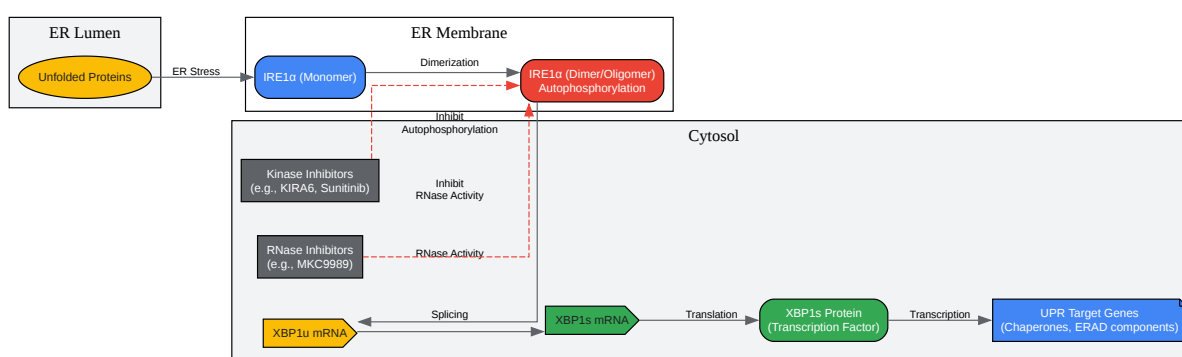 ER Lumen
Unfolded Proteins
ER Stress
ER Membrane
IRE1α (Monomer)
Dimerization
IRE1α (Dimer/Oligomer)
Autophosphorylation
Inhibit
Autophosphorylation
Cytosol
Kinase Inhibitors
(e.g., KIRA6, Sunitinib)
Inhibit
RNase Activity
RNase Inhibitors
(e.g., MKC9989)
RNase Activity
XBP1u mRNA
Splicing
XBP1s mRNA
Translation
XBP1s Protein
(Transcription Factor)
Transcription
UPR Target Genes
(Chaperones, ERAD components)